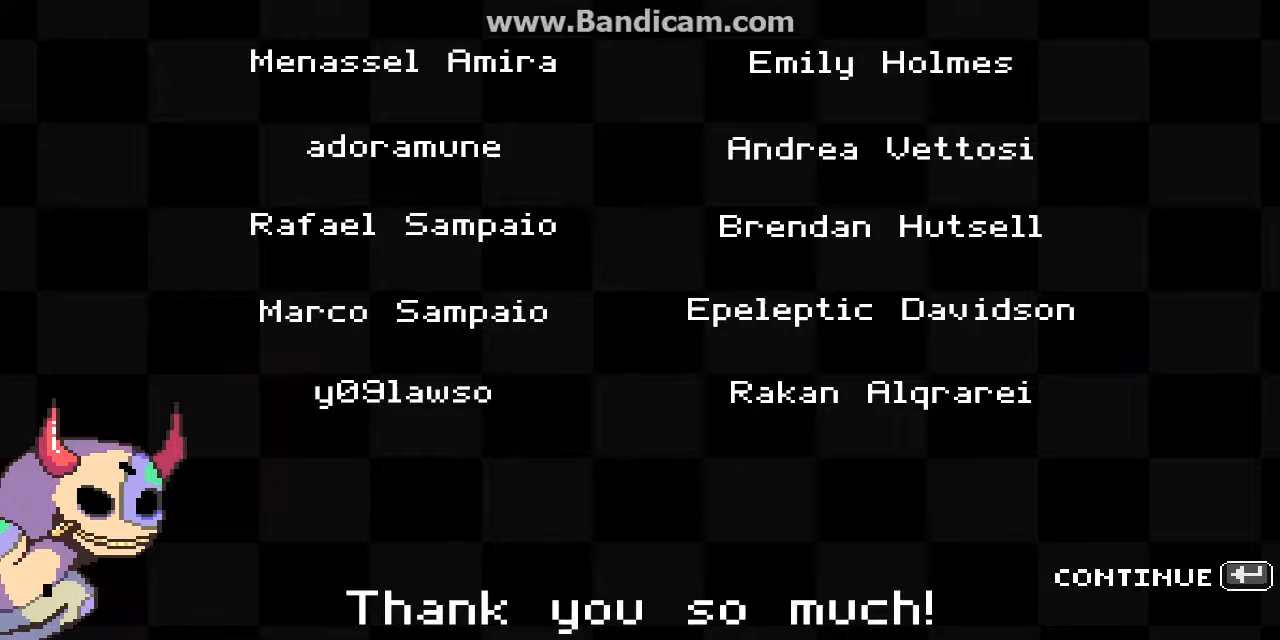 www.Bandicam.com
Menassel Amira
Emily Holmes
adoramune
Andrea Vettosi
Rafael Sampaio
Brendan Hutsell
Marco Sampaio
Epeleptic Davidson
y09lawso
Rakan Alqrarei
CONTINUE
Thank you so much!